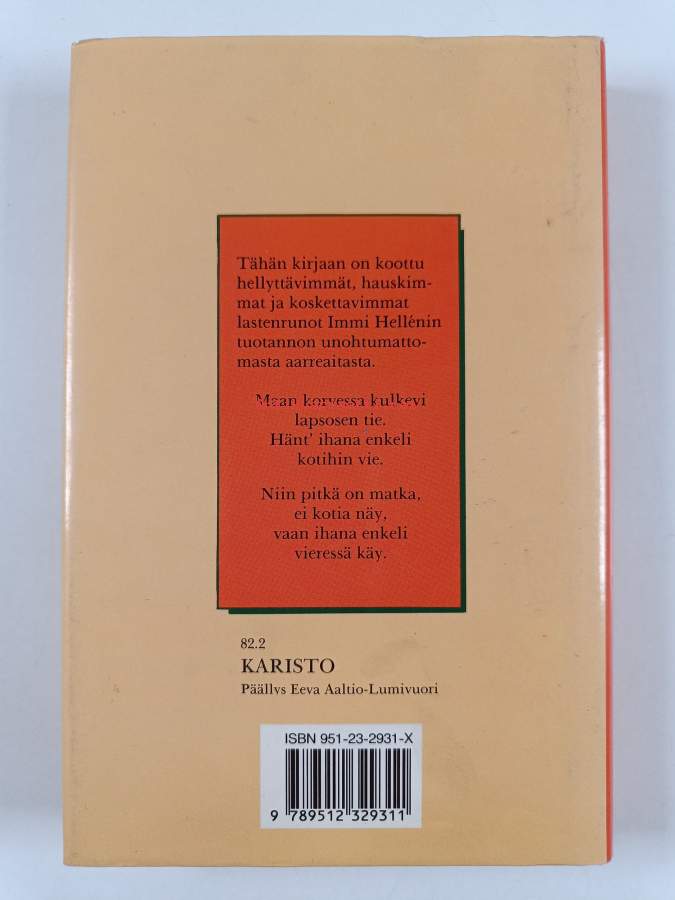 Tähän kirjaan on koottu
hellyttävimmät, hauskim-
mat ja koskettavimmat
lastenrunot Immi Hellénin
tuotannon unohtumatto-
masta aarreaitasta.
Maan korvessa kulkevi
lapsosen tie.
Hänt' ihana enkeli
kotihin vie.
Niin pitkä on matka,
ei kotia näy,
vaan ihana enkeli
vieressä käy.
82.2
KARISTO
Päällys Eeva Aaltio-Lumivuori
ISBN 951-23-2931-X
9 789512 329311